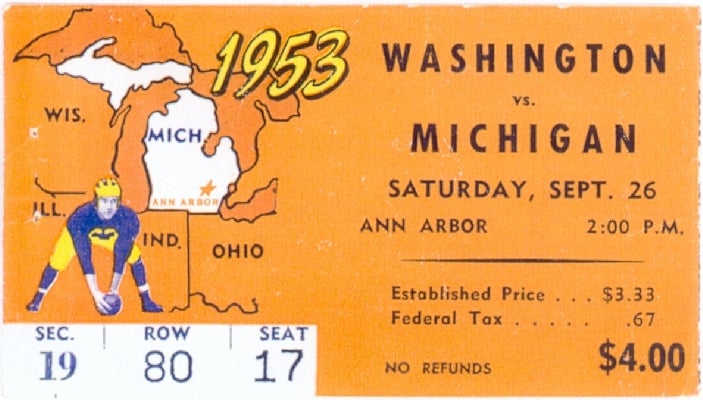 1953
WIS.
MICH.
ANN ARBOR
ILL.
IND.
OHIO
SEC. ROW SEAT
19 80 17
WASHINGTON
vs.
MICHIGAN
SATURDAY, SEPT. 26
ANN ARBOR 2:00 P.M.
Established Price . . . $3.33
Federal Tax . . . . . .67
NO REFUNDS $4.00